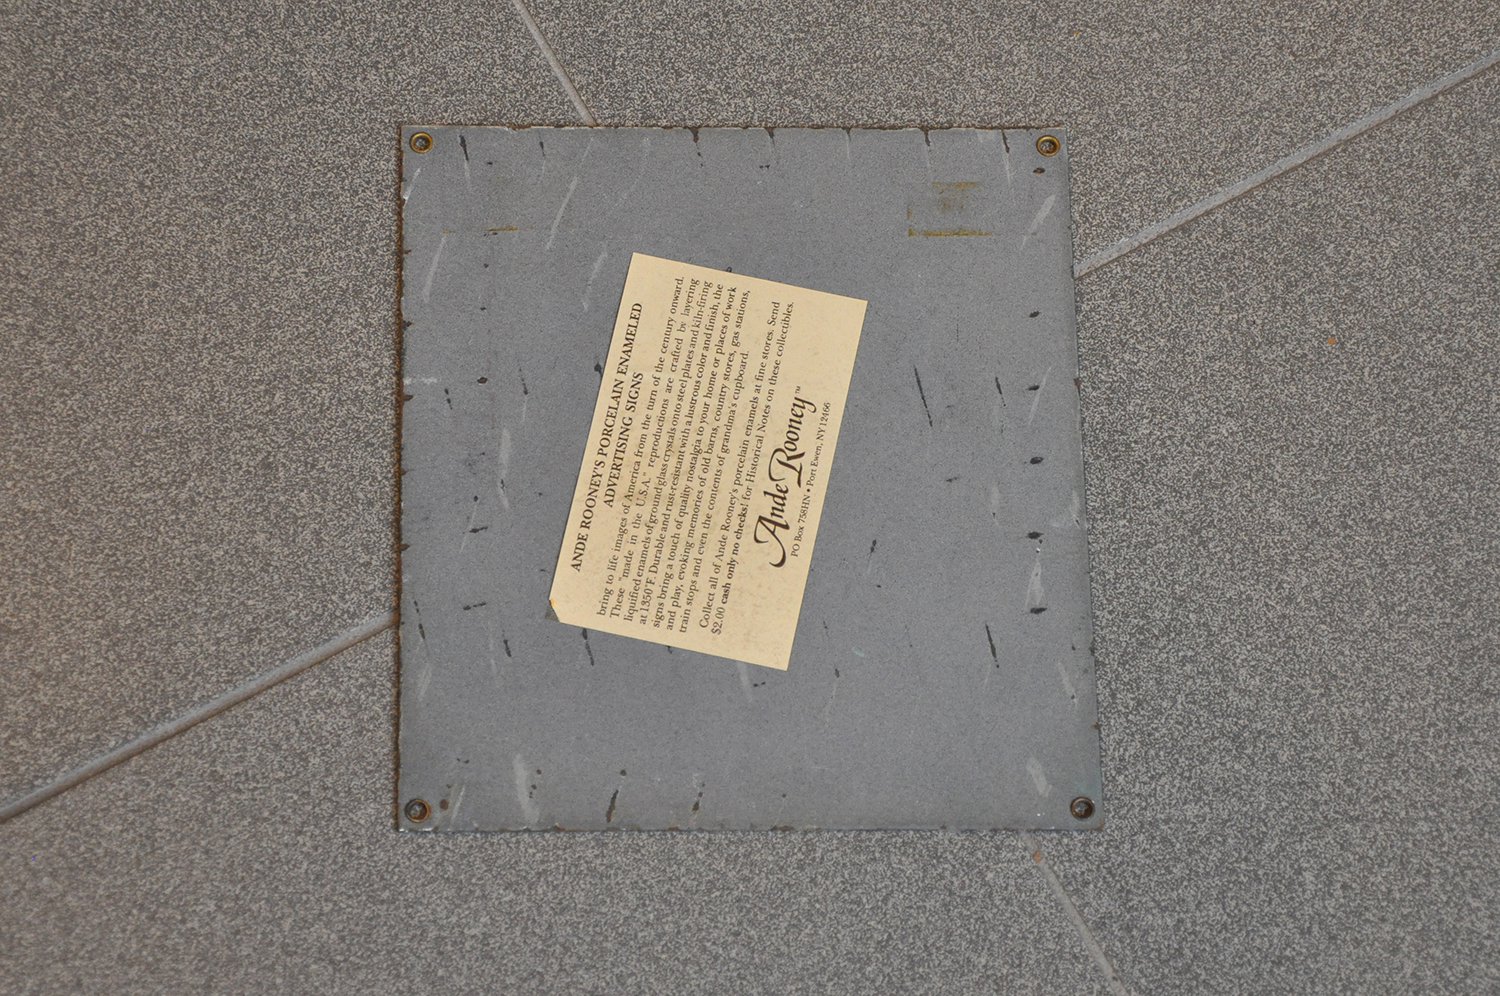 ANDE ROONEY'S PORCELAIN ENAMELED
ADVERTISING SIGNS
bring to life images of America from the turn of the century onward.
These "made in the U.S.A." reproductions are crafted by layering
liquified enamels of ground glass crystals onto steel plates and kiln-firing
at 1350°F. Durable and rust-resistant with a lustrous color and finish, the
signs bring a touch of quality nostalgia to your home or places of work
and play, evoking memories of old barns, country stores, gas stations,
train stops and even the contents of grandma's cupboard.
Collect all of Ande Rooney's porcelain enamels at fine stores. Send
$2.00 cash only no checks! for Historical Notes on these collectibles.
Ande Rooney™
PO Box 758HN • Port Ewen, NY 12466